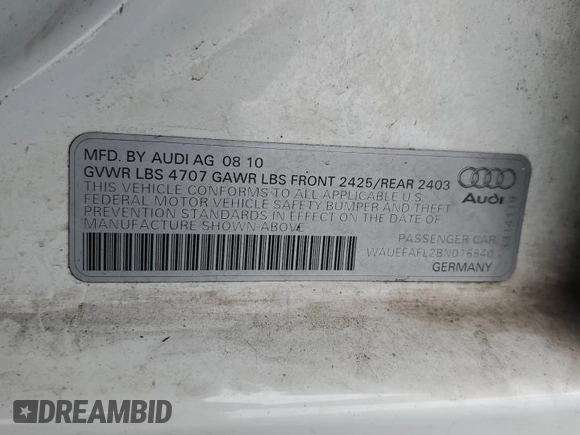 MFD. BY AUDI AG 08 10
GVWR LBS 4707 GAWR LBS FRONT 2425/REAR 2403
THIS VEHICLE CONFORMS TO ALL APPLICABLE U.S.
FEDERAL MOTOR VEHICLE SAFETY BUMPER AND THEFT
PREVENTION STANDARDS IN EFFECT ON THE DATE OF
MANUFACTURE SHOWN ABOVE
Audi
PASSENGER CAR
WAUEFAFL2BN016640
GERMANY
DREAMBID